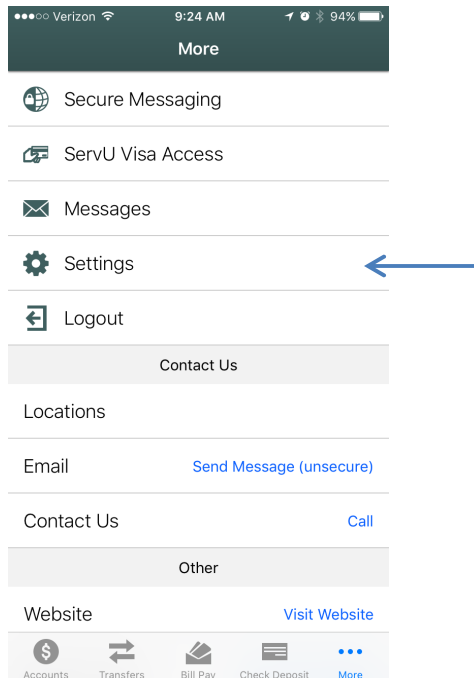 Verizon 9:24 AM 94%
More
Secure Messaging
ServU Visa Access
Messages
Settings
Logout
Contact Us
Locations
Email Send Message (unsecure)
Contact Us Call
Other
Website Visit Website
Accounts Transfers Bill Pay Check Deposit More